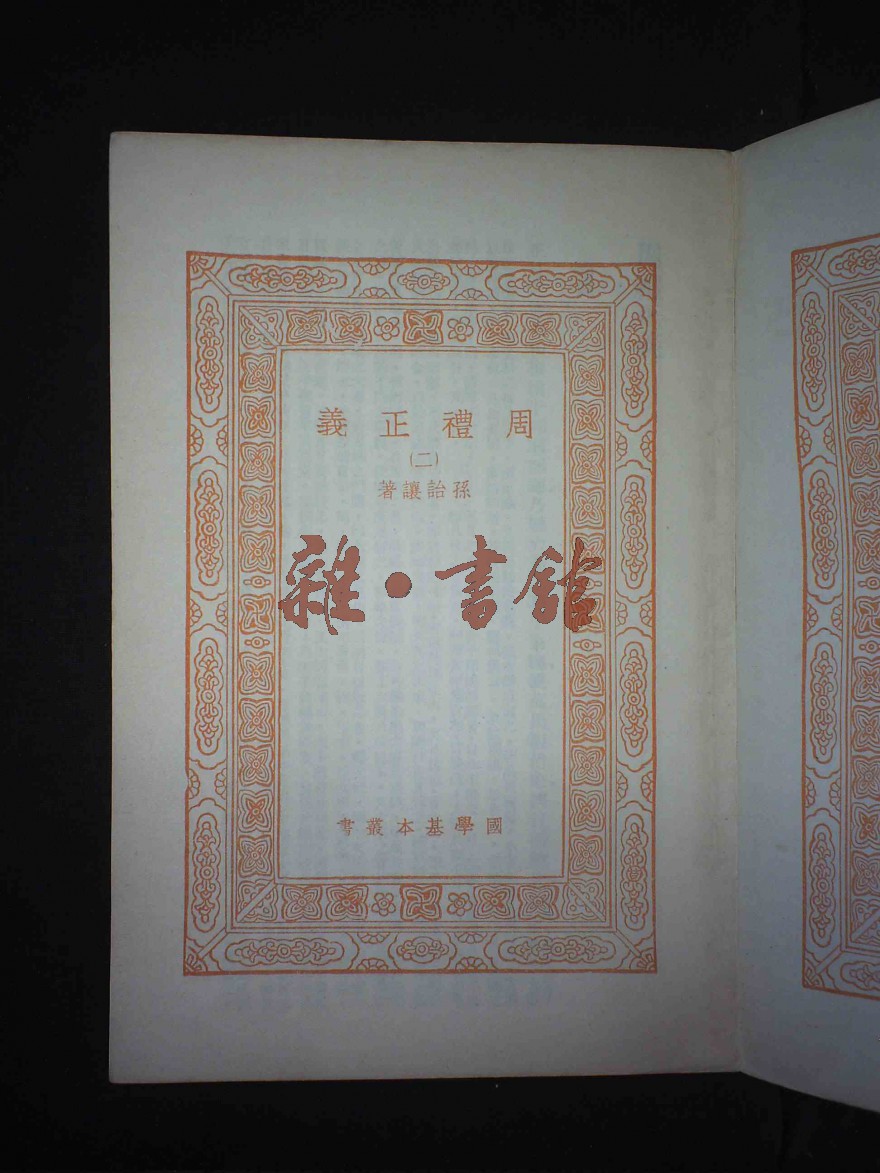 周禮正義
(二)
孫詒讓著
雜·書館
國學基本叢書